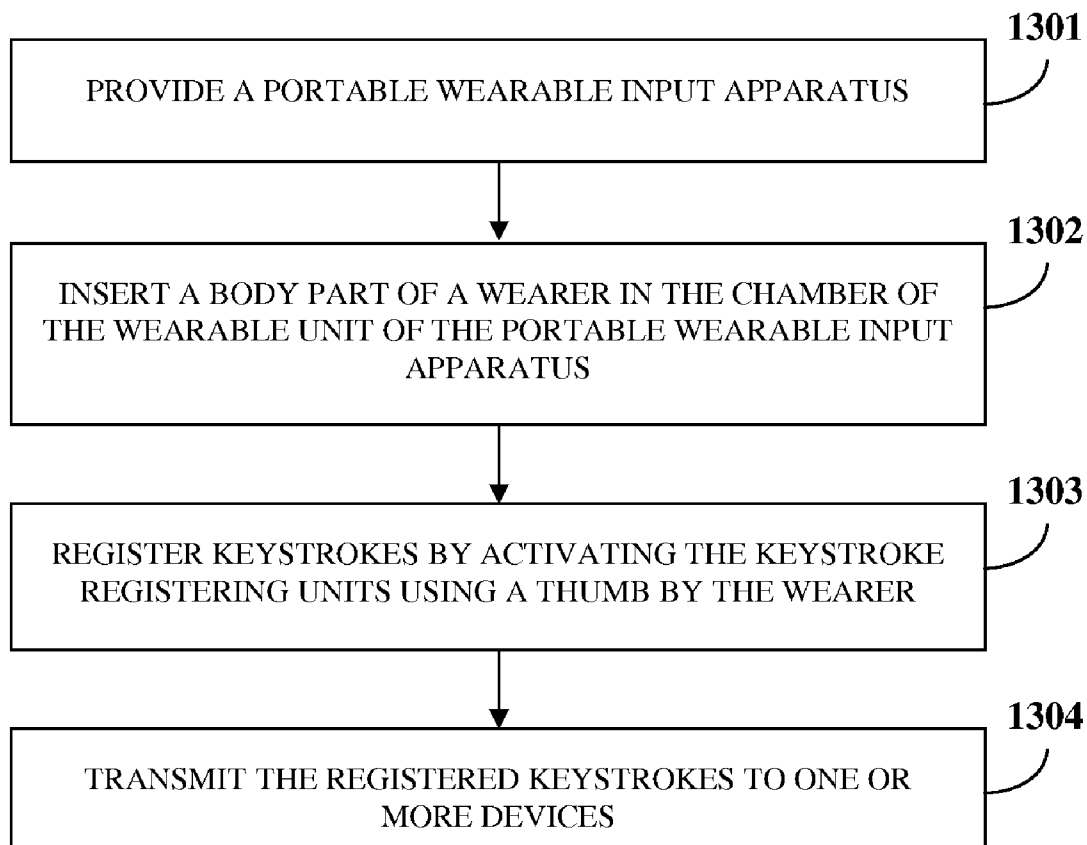 1301
PROVIDE A PORTABLE WEARABLE INPUT APPARATUS
1302
INSERT A BODY PART OF A WEARER IN THE CHAMBER OF
THE WEARABLE UNIT OF THE PORTABLE WEARABLE INPUT
APPARATUS
1303
REGISTER KEYSTROKES BY ACTIVATING THE KEYSTROKE
REGISTERING UNITS USING A THUMB BY THE WEARER
1304
TRANSMIT THE REGISTERED KEYSTROKES TO ONE OR
MORE DEVICES